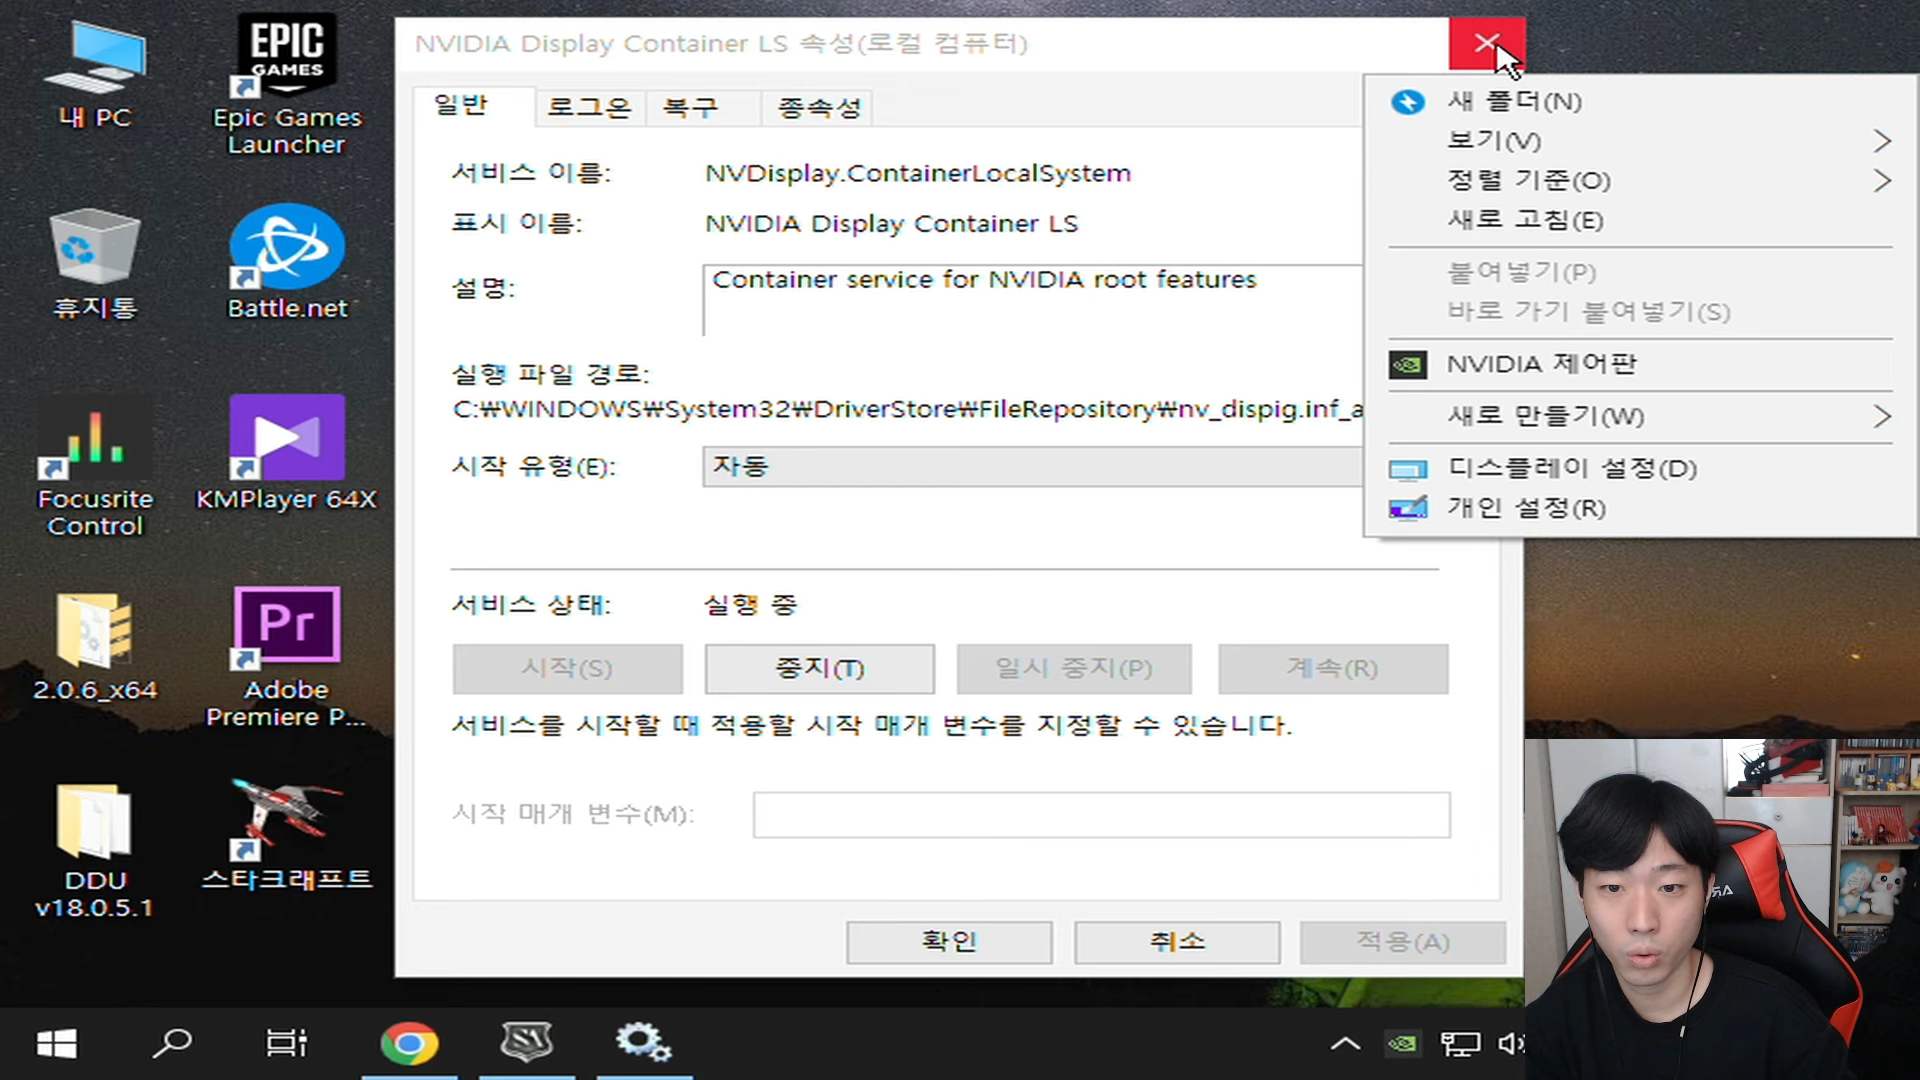 내 PC
EPIC
GAMES
Epic Games
Launcher
휴지통
Battle.net
Focusrite
Control
KMPlayer 64X
2.0.6_x64
Pr
Adobe
Premiere P...
DDU
v18.0.5.1
스타크래프트
NVIDIA Display Container LS 속성(로컬 컴퓨터)
일반
로그온
복구
종속성
서비스 이름:
NVDisplay.ContainerLocalSystem
표시 이름:
NVIDIA Display Container LS
설명:
Container service for NVIDIA root features
실행 파일 경로:
C:₩WINDOWS₩System32₩DriverStore₩FileRepository₩nv_dispig.inf_a
시작 유형(E):
자동
서비스 상태:
실행 중
시작(S)
중지(T)
일시 중지(P)
계속(R)
서비스를 시작할 때 적용할 시작 매개 변수를 지정할 수 있습니다.
시작 매개 변수(M):
확인
취소
적용(A)
새 폴더(N)
보기(V)
정렬 기준(O)
새로 고침(E)
붙여넣기(P)
바로 가기 붙여넣기(S)
NVIDIA 제어판
새로 만들기(W)
디스플레이 설정(D)
개인 설정(R)